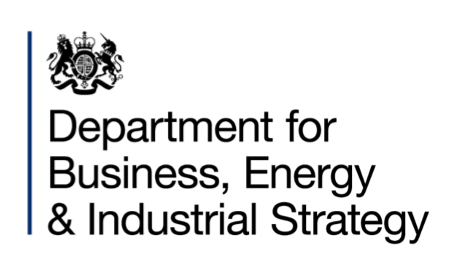 Department for
Business, Energy
& Industrial Strategy